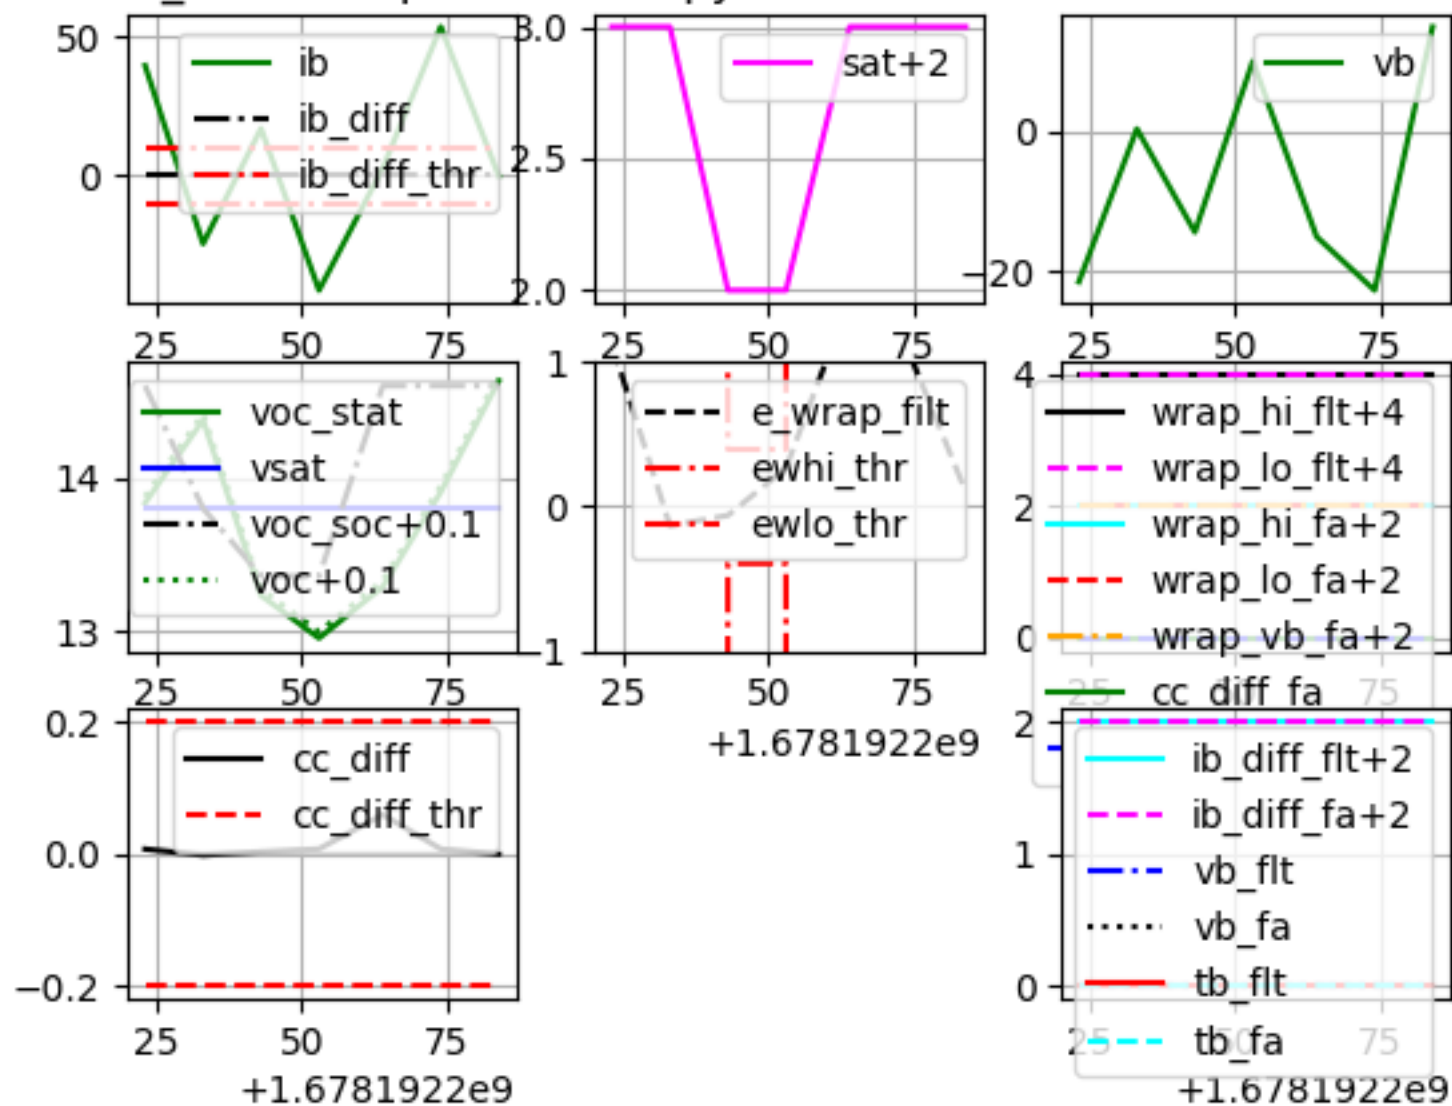 50
0
ib
ib_diff
ib_diff_thr
3.0
2.5
2.0
sat+2
0
−20
vb
25 50 75
25 50 75
25 50 75
14
13
voc_stat
vsat
voc_soc+0.1
voc+0.1
1
0
−1
e_wrap_filt
ewhi_thr
ewlo_thr
4
2
0
wrap_hi_flt+4
wrap_lo_flt+4
wrap_hi_fa+2
wrap_lo_fa+2
wrap_vb_fa+2
cc_diff_fa
25 50 75
25 50 75
+1.6781922e9
25 75
0.2
0.0
−0.2
cc_diff
cc_diff_thr
25 50 75
+1.6781922e9
2
1
0
ib_diff_flt+2
ib_diff_fa+2
vb_flt
vb_fa
tb_flt
tb_fa
25 50 75
+1.6781922e9